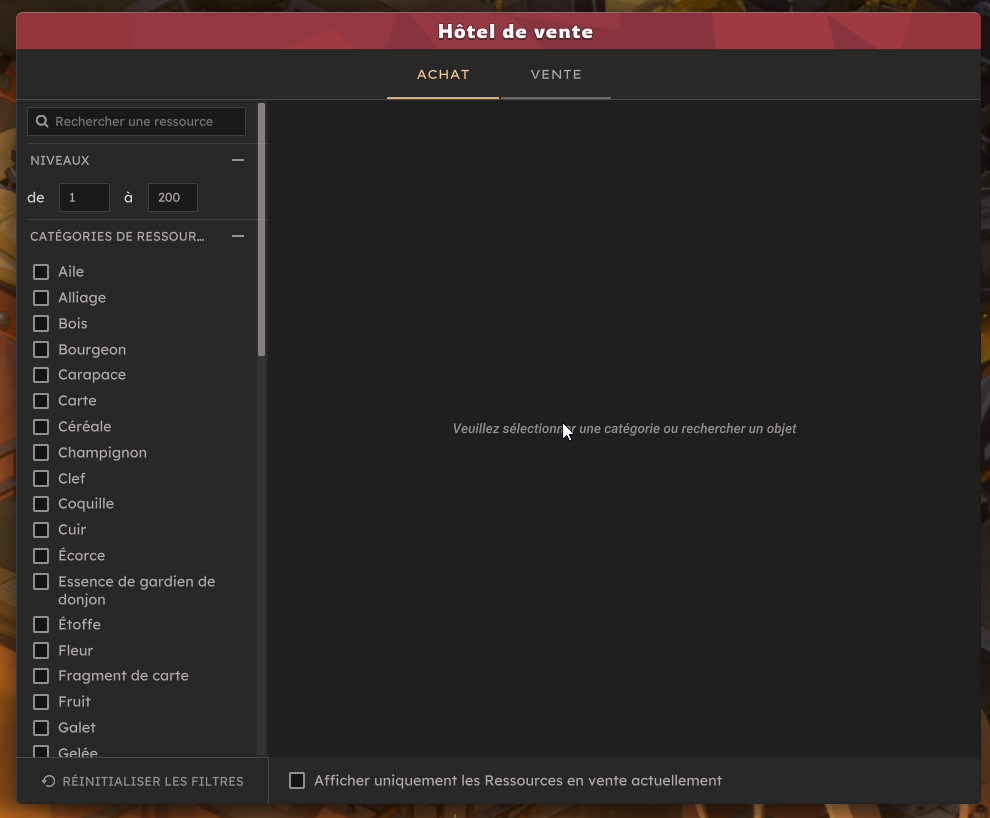 Hôtel de vente
ACHAT
VENTE
Rechercher une ressource
NIVEAUX
de 1 à 200
CATÉGORIES DE RESSOUR...
Aile
Alliage
Bois
Bourgeon
Carapace
Carte
Céréale
Champignon
Clef
Coquille
Cuir
Écorce
Essence de gardien de
donjon
Étoffe
Fleur
Fragment de carte
Fruit
Galet
Gelée
RÉINITIALISER LES FILTRES
Veuillez sélectionner une catégorie ou rechercher un objet
Afficher uniquement les Ressources en vente actuellement